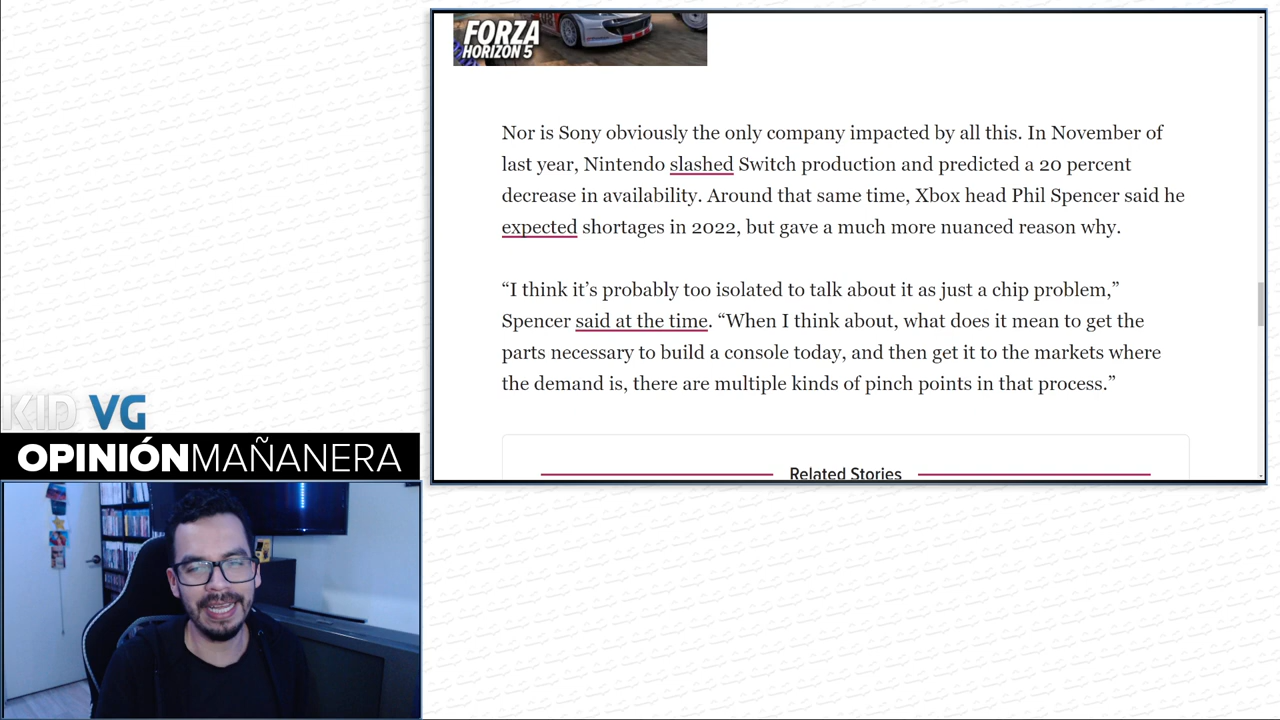 FORZA
HORIZON 5
Nor is Sony obviously the only company impacted by all this. In November of
last year, Nintendo slashed Switch production and predicted a 20 percent
decrease in availability. Around that same time, Xbox head Phil Spencer said he
expected shortages in 2022, but gave a much more nuanced reason why.
“I think it’s probably too isolated to talk about it as just a chip problem,”
Spencer said at the time. “When I think about, what does it mean to get the
parts necessary to build a console today, and then get it to the markets where
the demand is, there are multiple kinds of pinch points in that process.”
Related Stories
KID VG
OPINIÓNMAÑANERA